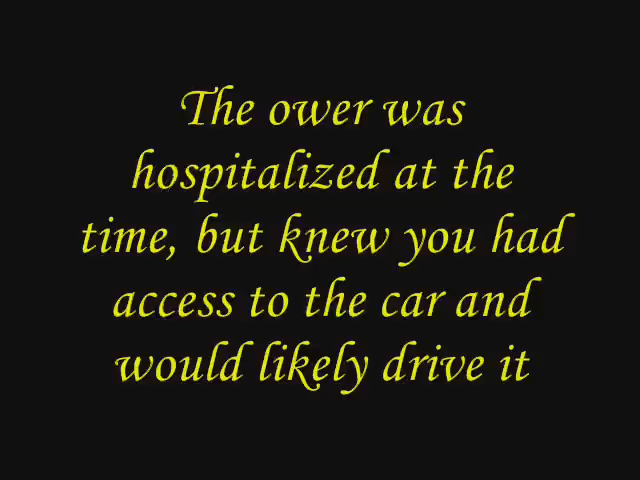 The ower was
hospitalized at the
time, but knew you had
access to the car and
would likely drive it